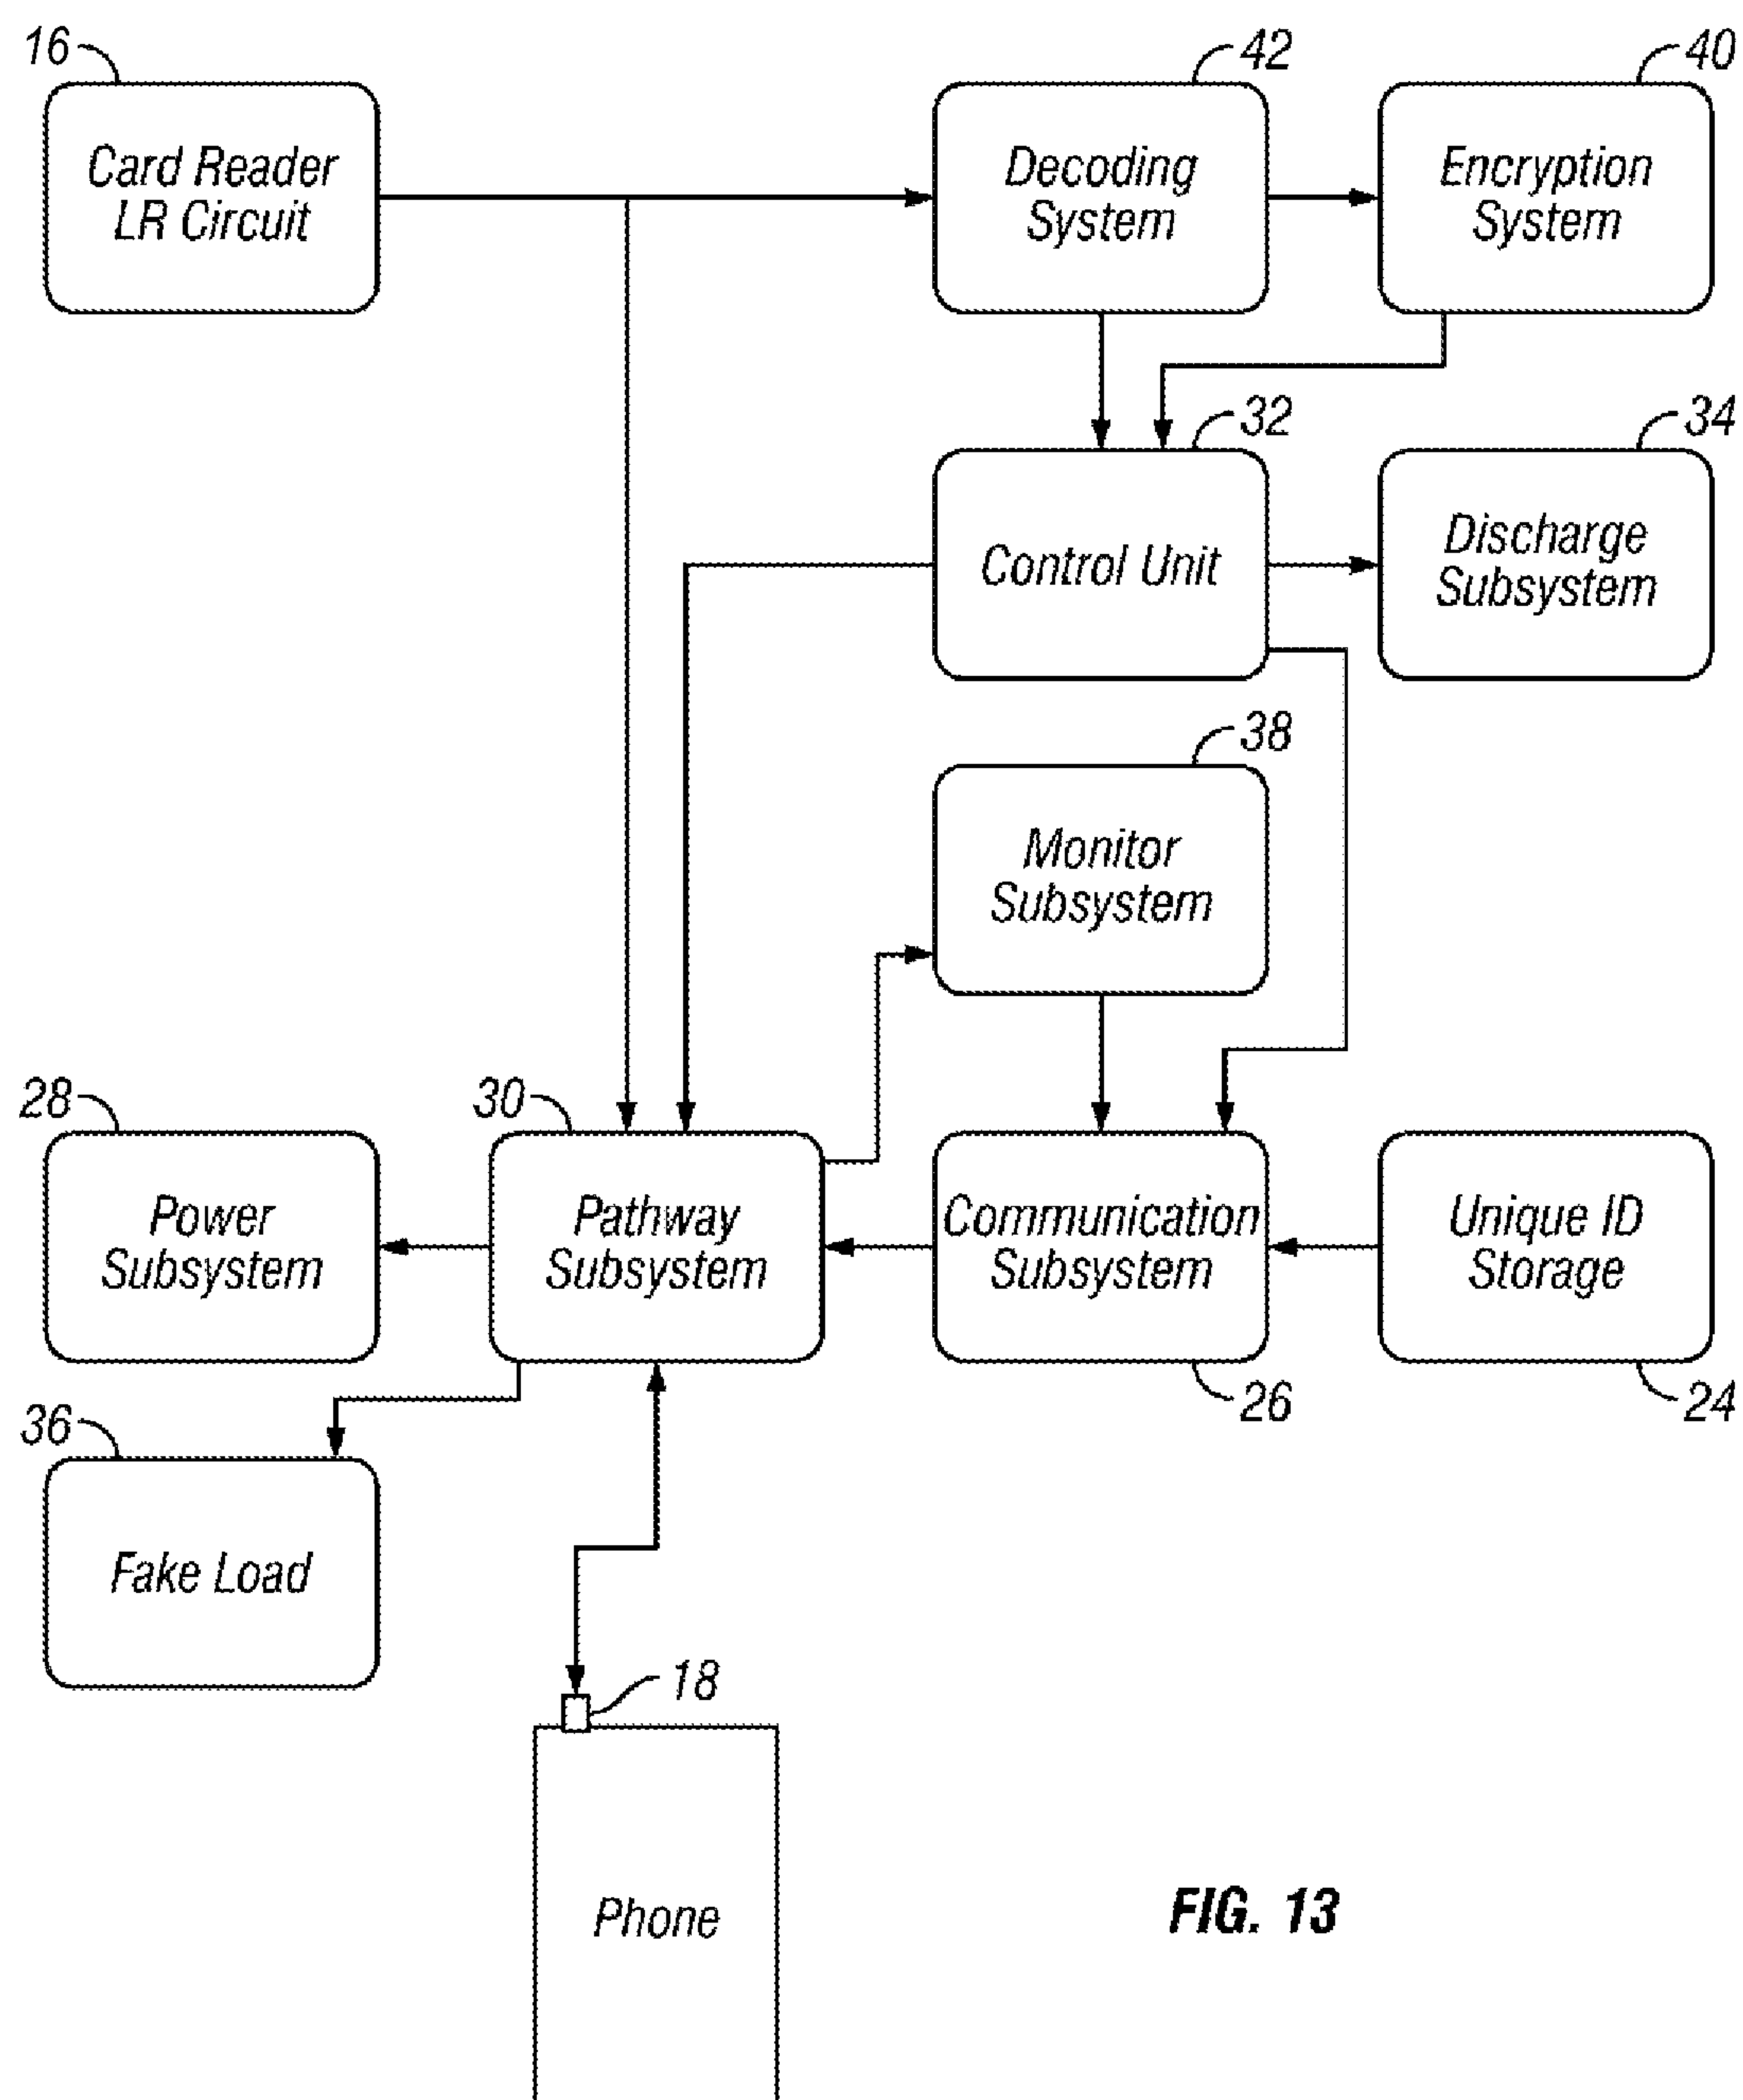 16
42
40
Card Reader
LR Circuit
Decoding
System
Encryption
System
32
34
Control Unit
Discharge
Subsystem
38
Monitor
Subsystem
28
30
Power
Subsystem
Pathway
Subsystem
Communication
Subsystem
Unique ID
Storage
26
24
36
Fake Load
18
Phone
FIG. 13